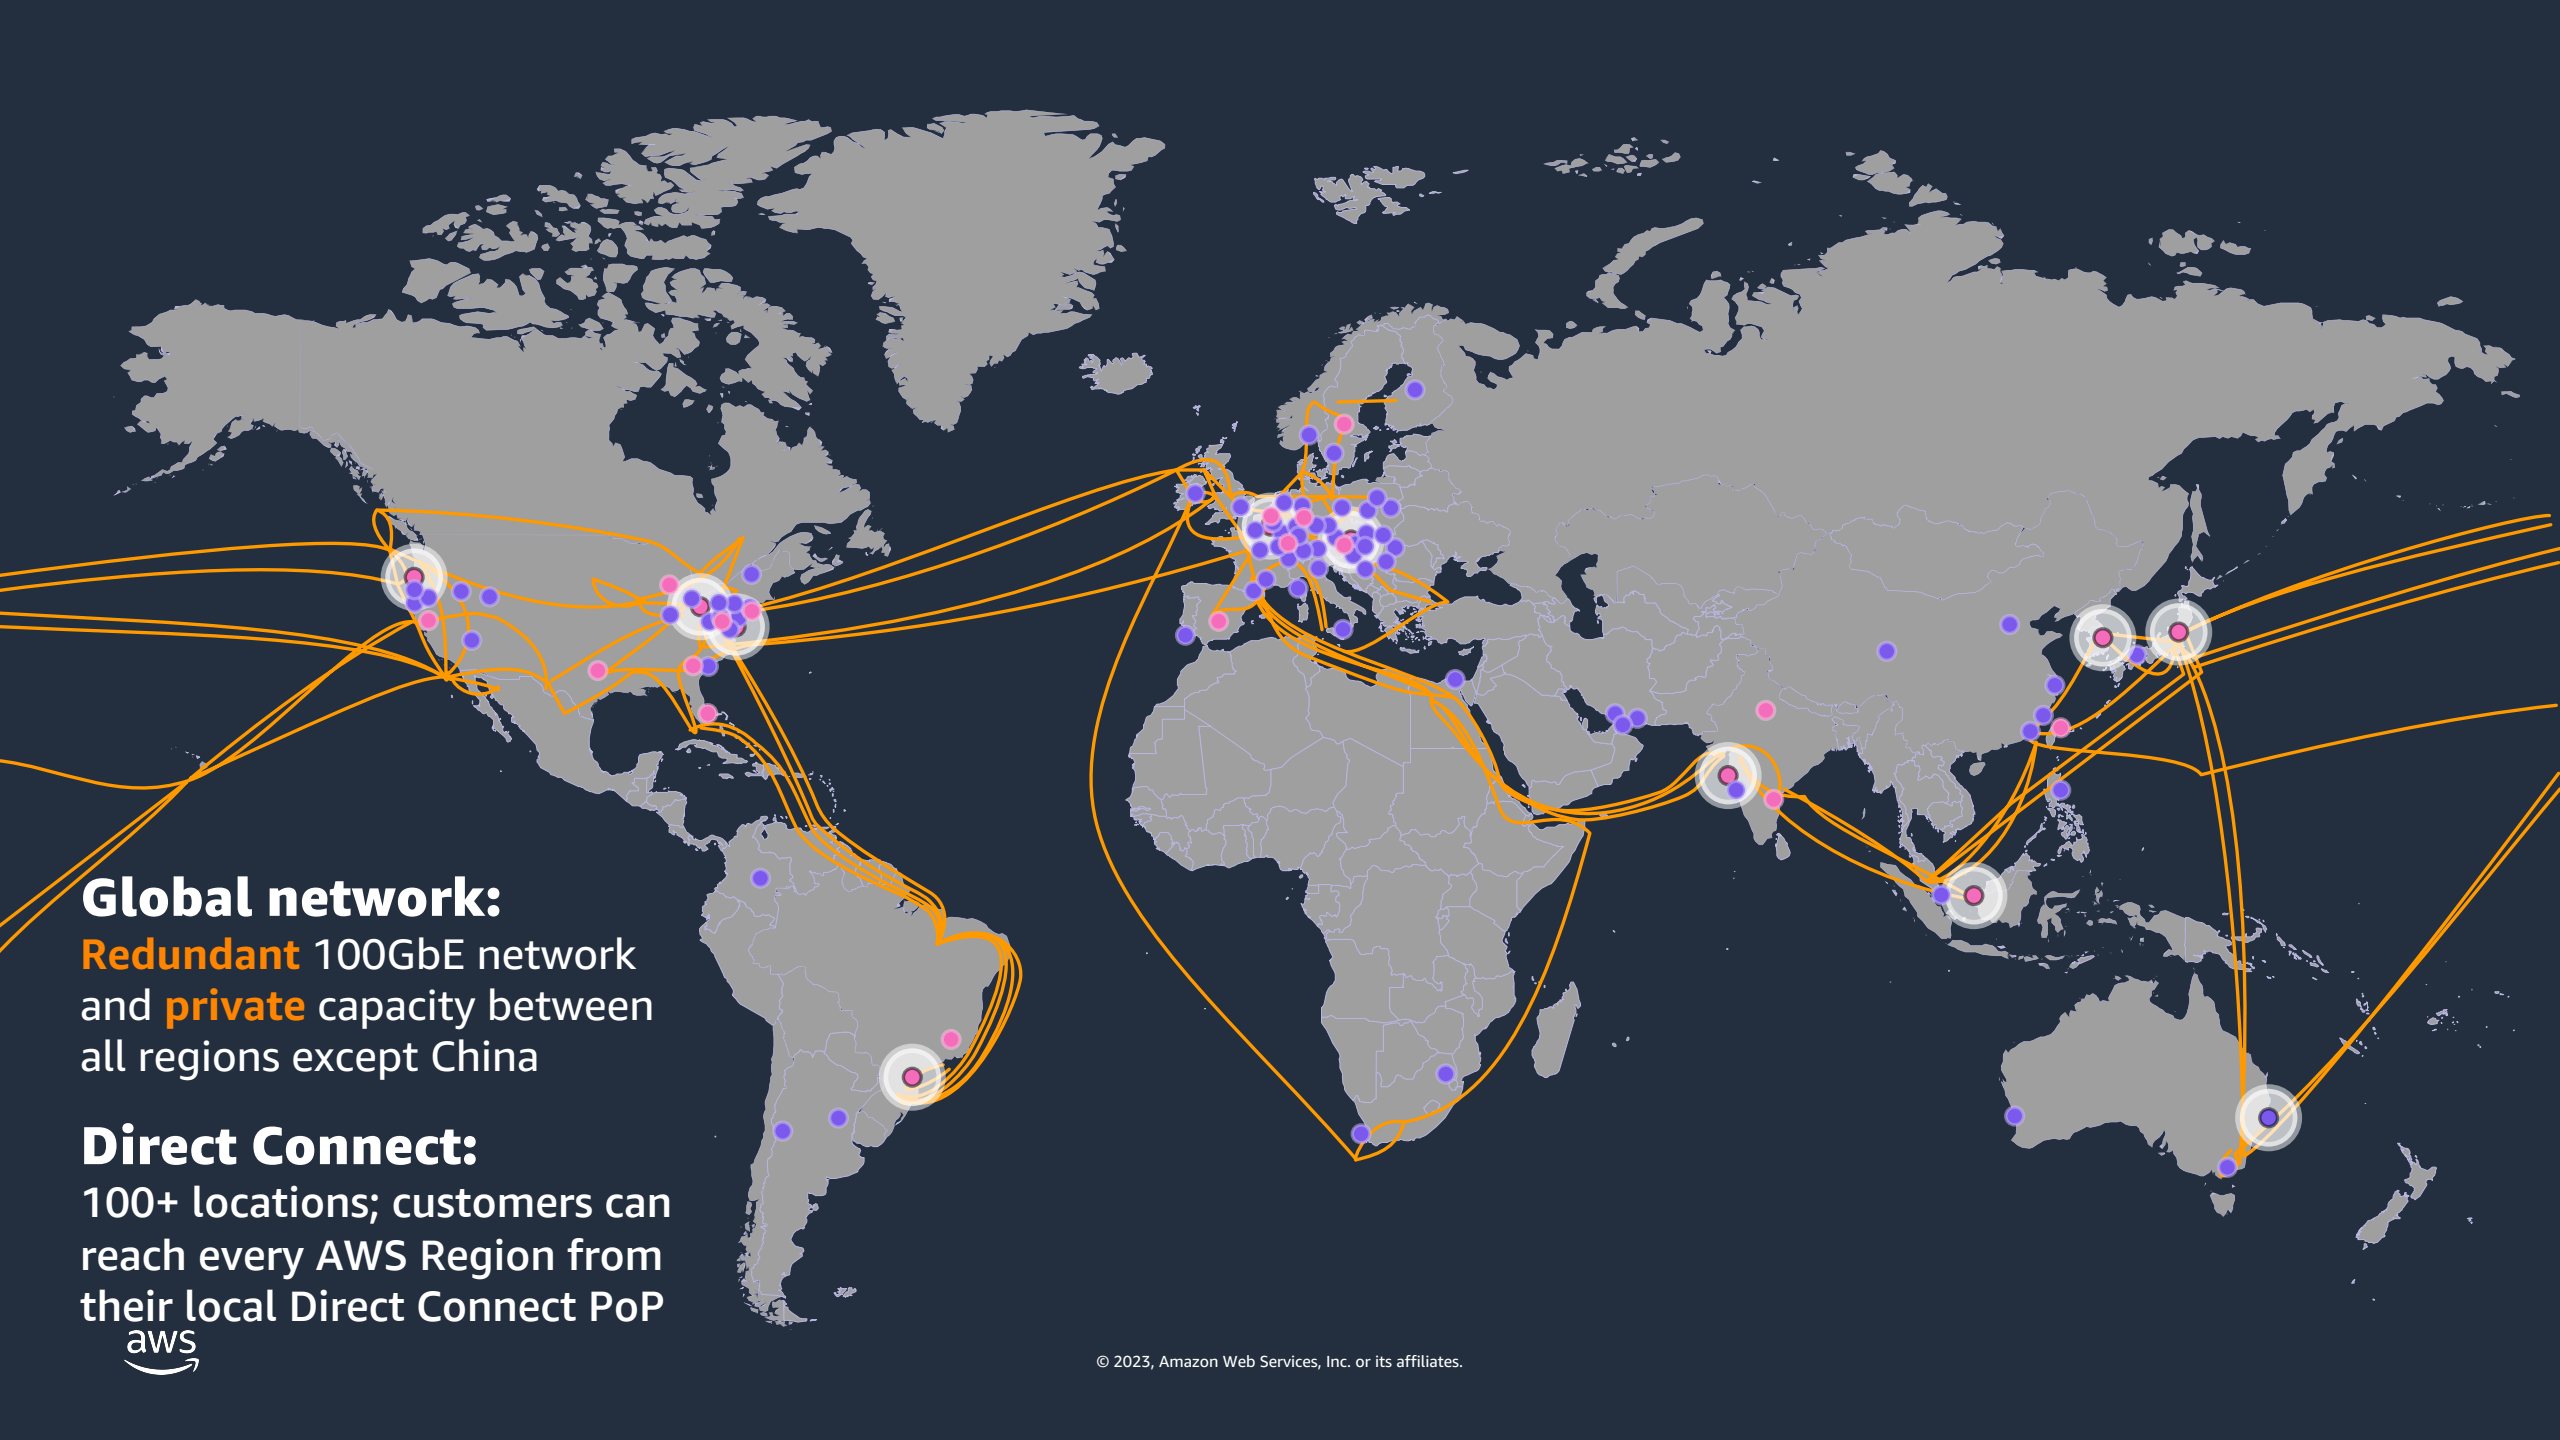 Global network:
Redundant 100GbE network
and private capacity between
all regions except China
Direct Connect:
100+ locations; customers can
reach every AWS Region from
their local Direct Connect PoP
aws
© 2023, Amazon Web Services, Inc. or its affiliates.